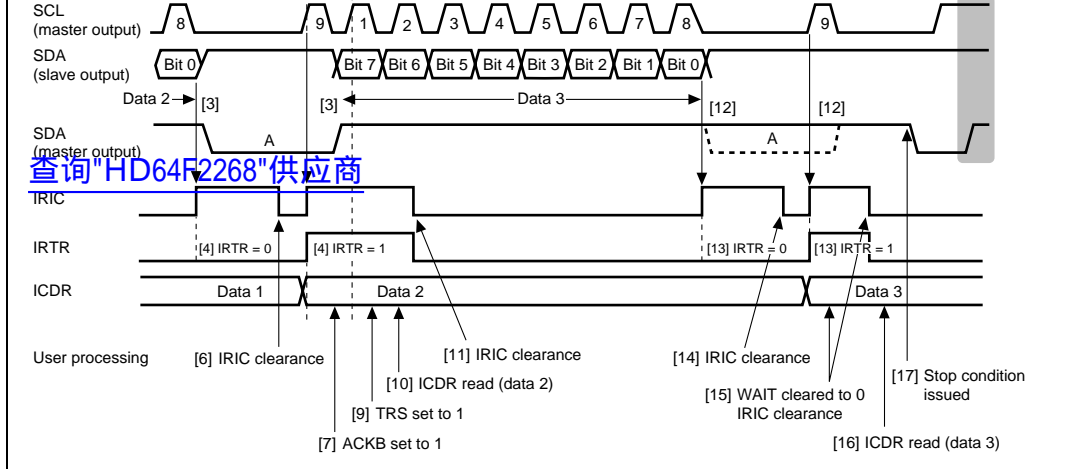 SCL
(master output)
8 9 1 2 3 4 5 6 7 8 9
SDA
(slave output)
Bit 0 Bit 7 Bit 6 Bit 5 Bit 4 Bit 3 Bit 2 Bit 1 Bit 0
Data 2 [3] [3] Data 3 [12] [12]
SDA
(master output)
A A
查询"HD64F2268"供应商
IRIC
IRTR
[4] IRTR = 0 [4] IRTR = 1 [13] IRTR = 0 [13] IRTR = 1
ICDR
Data 1 Data 2 Data 3
User processing
[6] IRIC clearance
[11] IRIC clearance
[14] IRIC clearance
[10] ICDR read (data 2)
[9] TRS set to 1
[7] ACKB set to 1
[15] WAIT cleared to 0
IRIC clearance
[17] Stop condition
issued
[16] ICDR read (data 3)